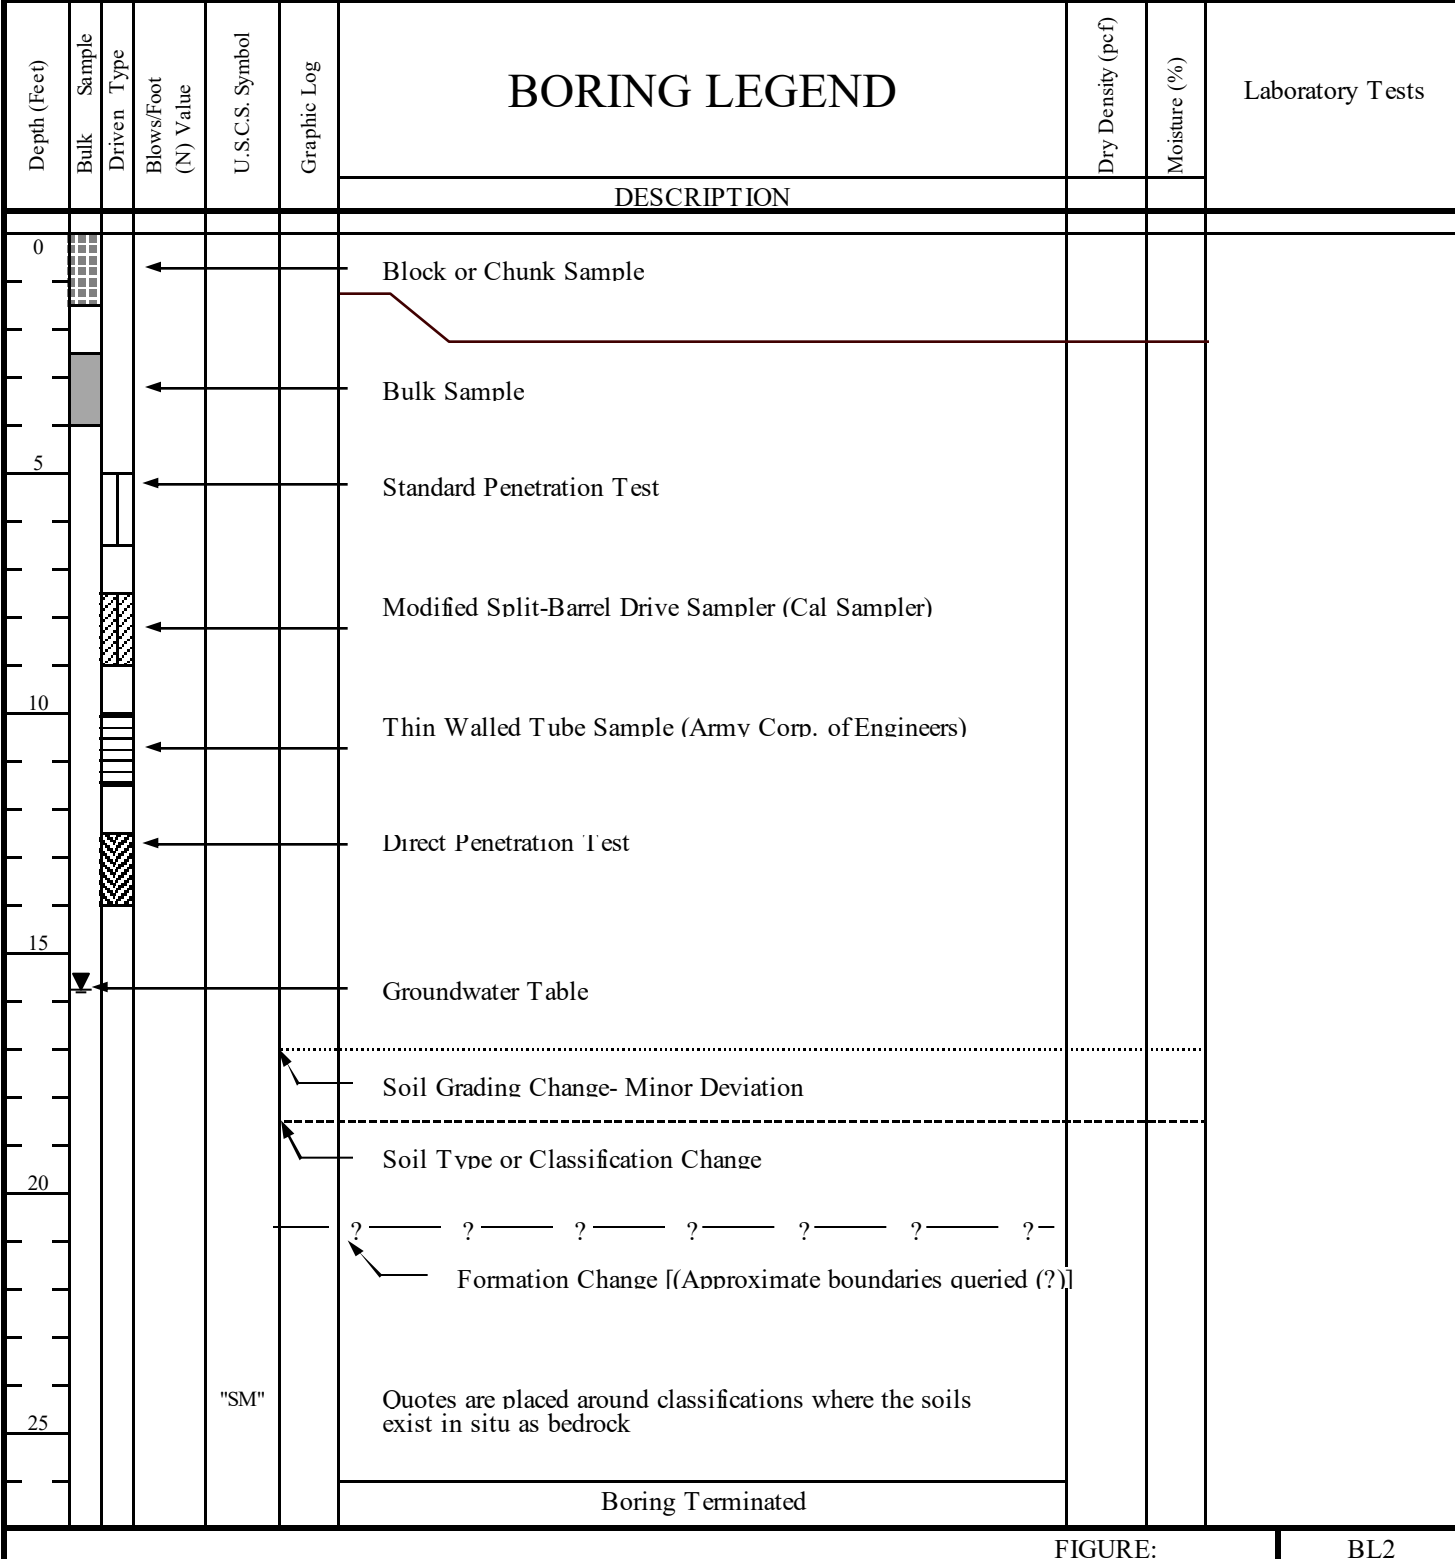 Depth (Feet)
Bulk Sample
Driven Type
Blows/Foot
(N) Value
U.S.C.S. Symbol
Graphic Log
BORING LEGEND
DESCRIPTION
Dry Density (pcf)
Moisture (%)
Laboratory Tests
0
Block or Chunk Sample
Bulk Sample
5
Standard Penetration Test
Modified Split-Barrel Drive Sampler (Cal Sampler)
10
Thin Walled Tube Sample (Army Corp. of Engineers)
Direct Penetration Test
15
Groundwater Table
Soil Grading Change- Minor Deviation
Soil Type or Classification Change
20
? ? ? ? ? ? ?
Formation Change [(Approximate boundaries queried (?)]
"SM"
Quotes are placed around classifications where the soils
exist in situ as bedrock
25
Boring Terminated
FIGURE: BL2